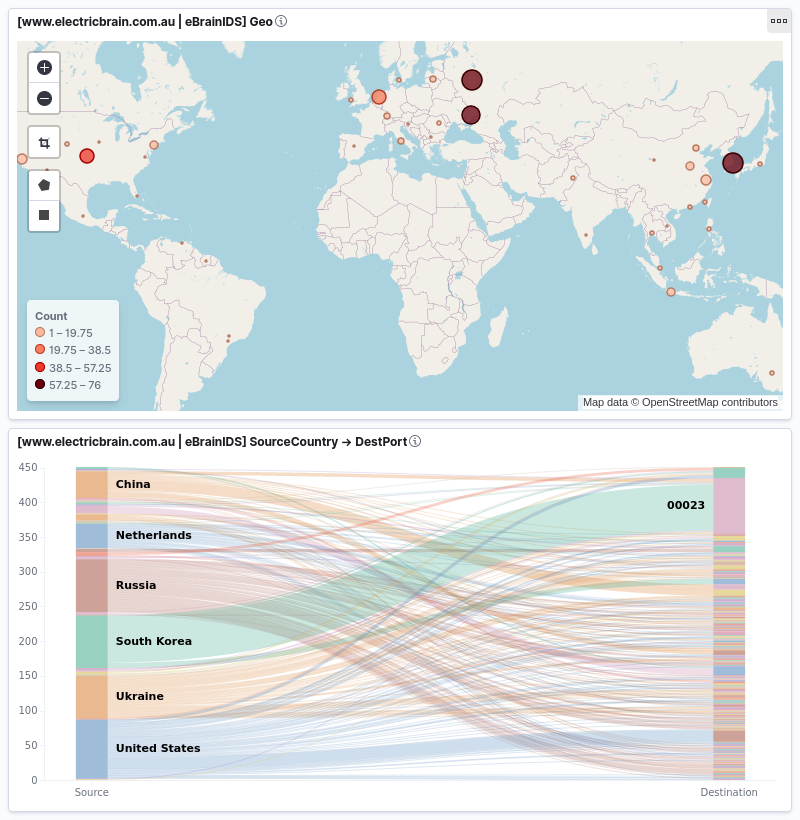 [www.electricbrain.com.au | eBrainIDS] Geo
Count
1 – 19.75
19.75 – 38.5
38.5 – 57.25
57.25 – 76
Map data © OpenStreetMap contributors
[www.electricbrain.com.au | eBrainIDS] SourceCountry → DestPort
450
400
350
300
250
200
150
100
50
0
China
Netherlands
Russia
South Korea
Ukraine
United States
00023
Source
Destination